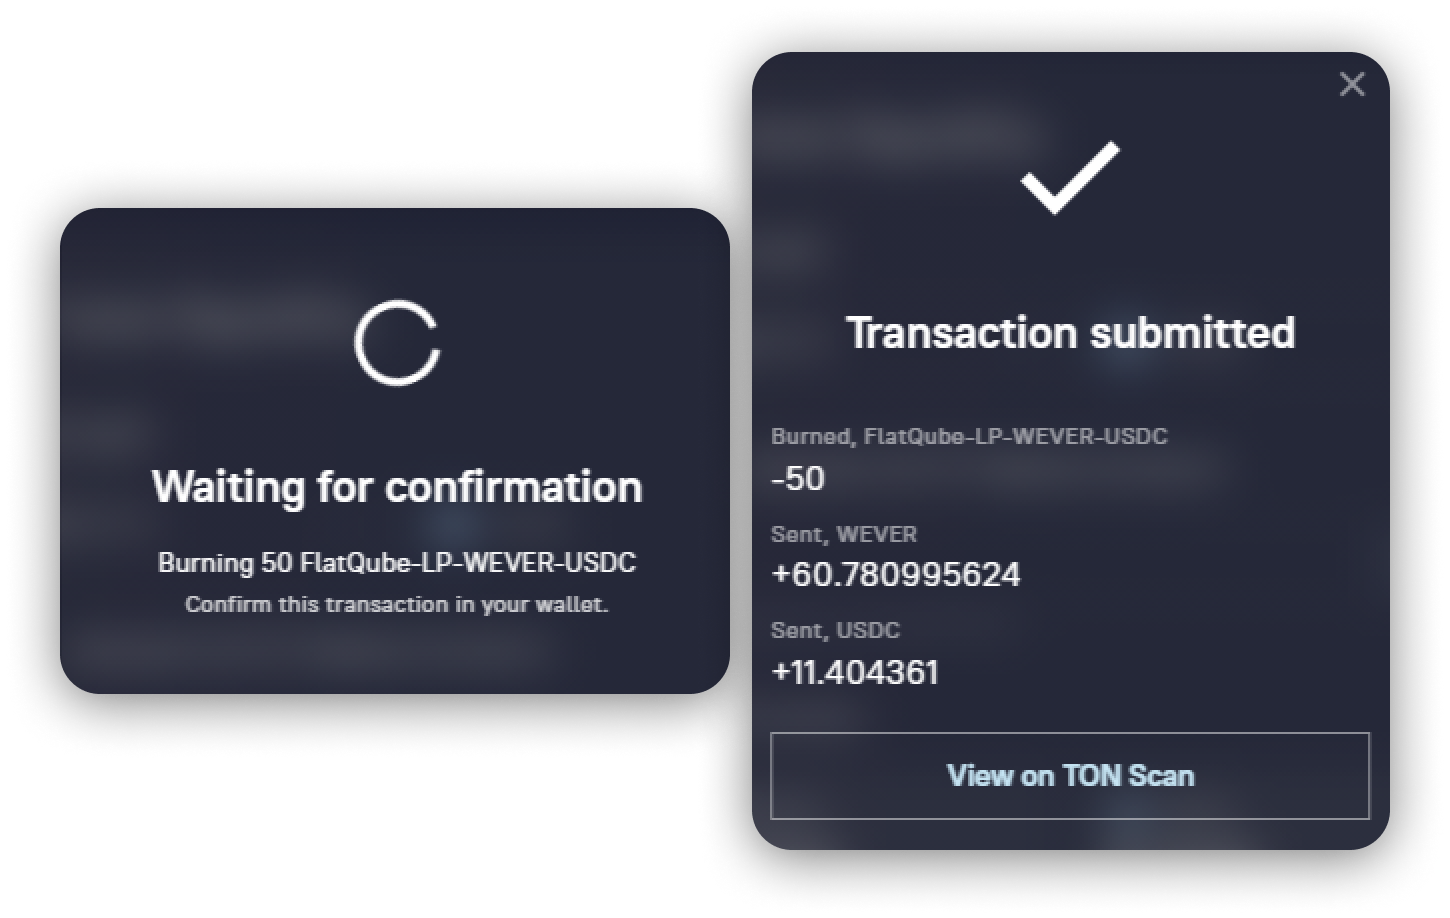 Waiting for confirmation
Burning 50 FlatQube-LP-WEVER-USDC
Confirm this transaction in your wallet.
Transaction submitted
Burned, FlatQube-LP-WEVER-USDC
-50
Sent, WEVER
+60.780995624
Sent, USDC
+11.404361
View on TON Scan